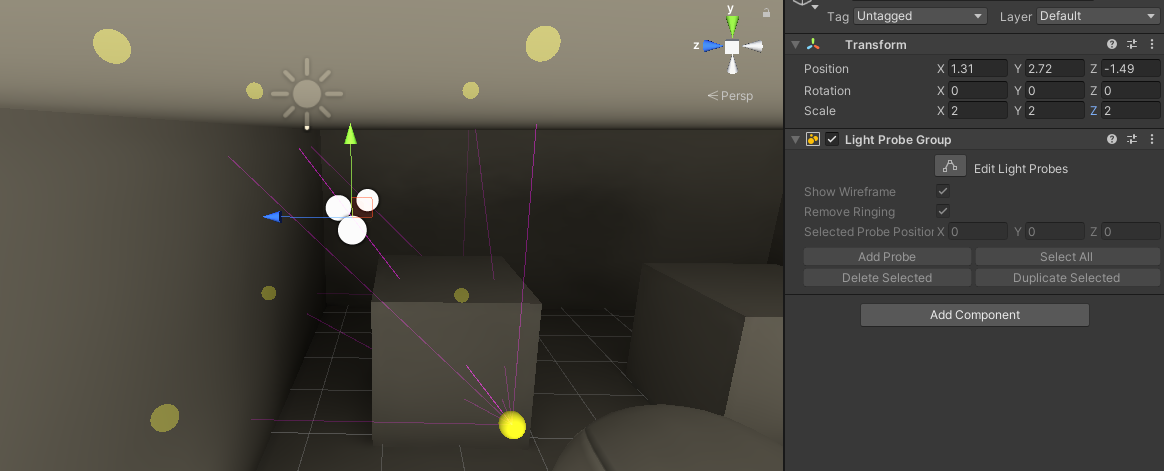 y
z
Persp
Tag Untagged Layer Default
Transform
Position X 1.31 Y 2.72 Z -1.49
Rotation X 0 Y 0 Z 0
Scale X 2 Y 2 Z 2
Light Probe Group
Edit Light Probes
Show Wireframe
Remove Ringing
Selected Probe Position X 0 Y 0 Z 0
Add Probe Select All
Delete Selected Duplicate Selected
Add Component